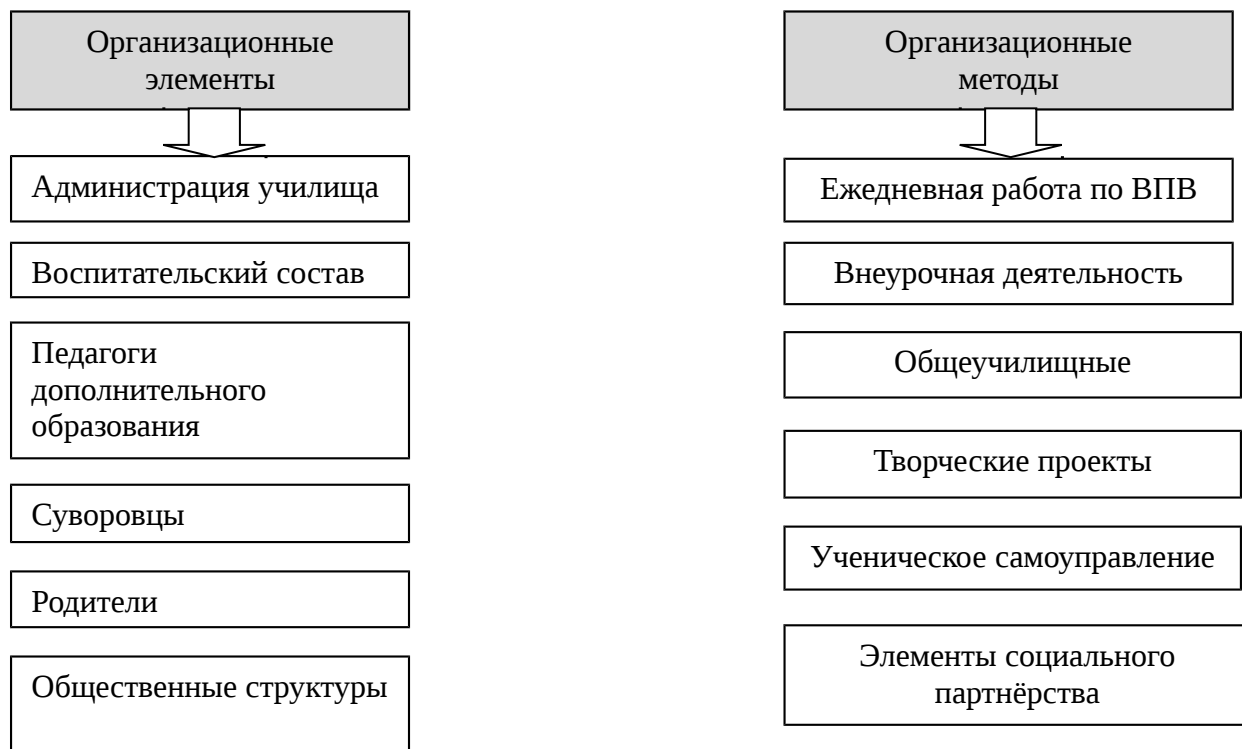 Организационные
элементы
Администрация училища
Воспитательский состав
Педагоги
дополнительного
образования
Суворовцы
Родители
Общественные структуры
Организационные
методы
Ежедневная работа по ВПВ
Внеурочная деятельность
Общеучилищные
Творческие проекты
Ученическое самоуправление
Элементы социального
партнёрства